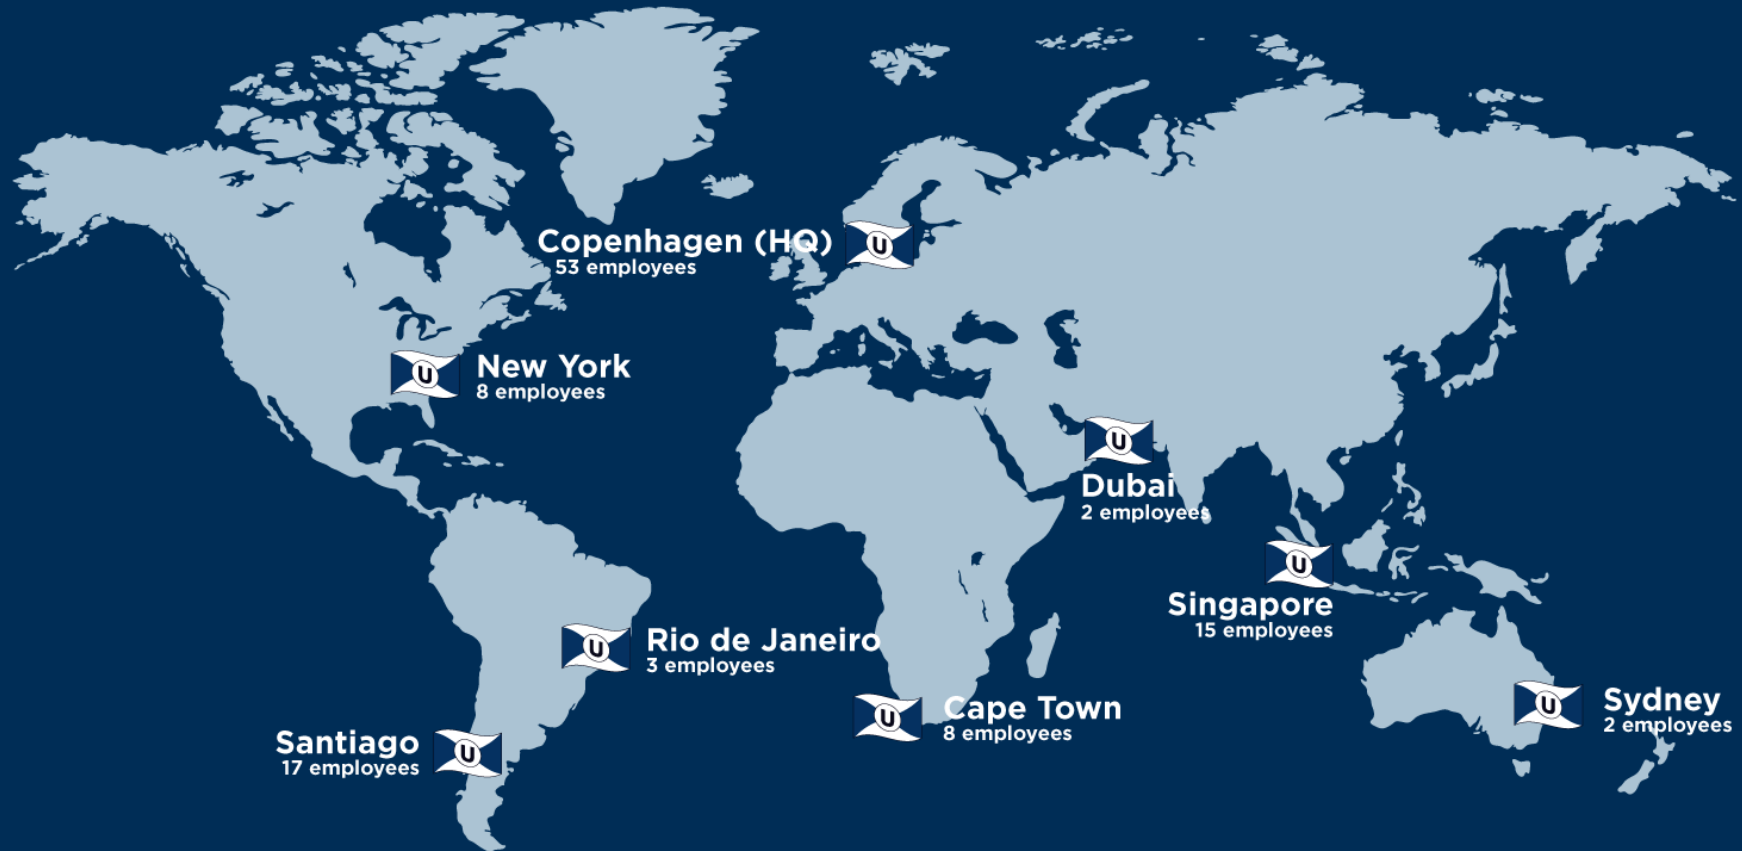 Copenhagen (HQ)
53 employees
U
New York
8 employees
U
Dubai
2 employees
U
Singapore
15 employees
U
Rio de Janeiro
3 employees
U
Cape Town
8 employees
U
Sydney
2 employees
U
Santiago
17 employees
U